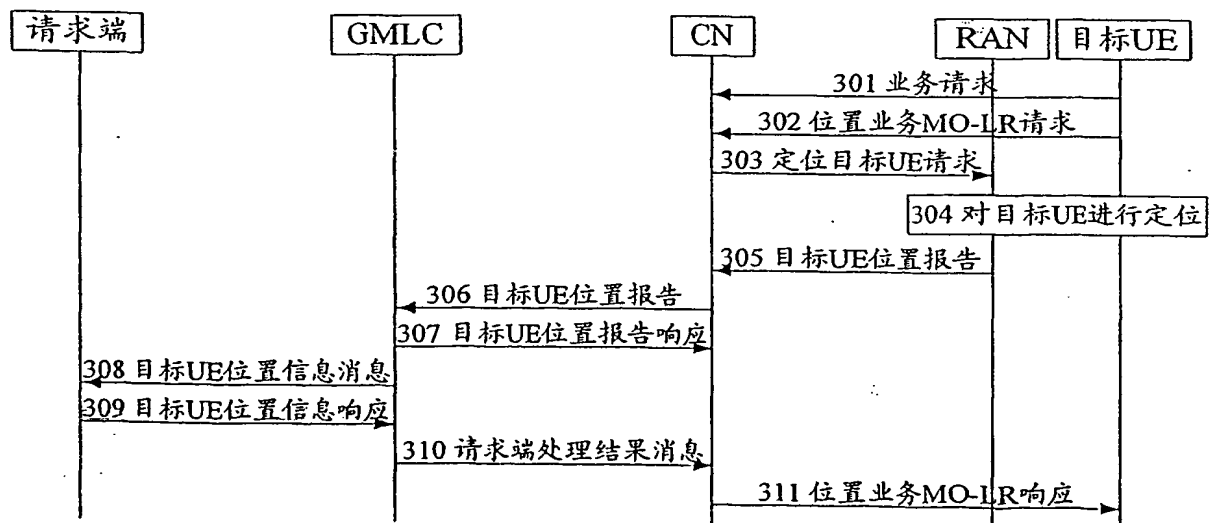 请求端
GMLC
CN
RAN
目标UE
301 业务请求
302 位置业务MO-LR请求
303 定位目标UE请求
304 对目标UE进行定位
305 目标UE位置报告
306 目标UE位置报告
307 目标UE位置报告响应
308 目标UE位置信息消息
309 目标UE位置信息响应
310 请求端处理结果消息
311 位置业务MO-LR响应